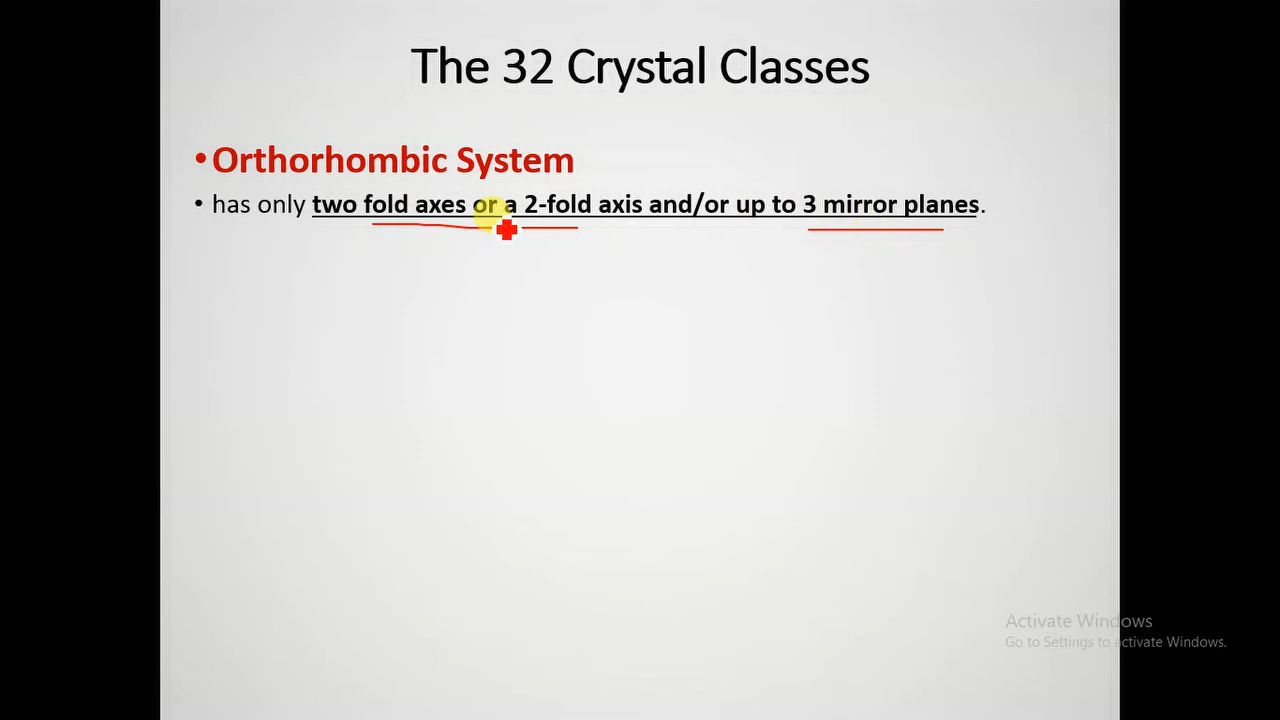 The 32 Crystal Classes
•Orthorhombic System
• has only two fold axes or a 2-fold axis and/or up to 3 mirror planes.
Activate Windows
Go to Settings to activate Windows.